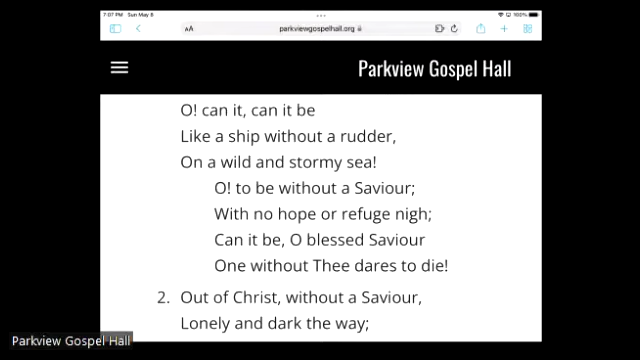 7:07 PM Sun May 8
100%
AA
parkviewgospelhall.org
Parkview Gospel Hall
O! can it, can it be
Like a ship without a rudder,
On a wild and stormy sea!
O! to be without a Saviour;
With no hope or refuge nigh;
Can it be, O blessed Saviour
One without Thee dares to die!
2. Out of Christ, without a Saviour,
Lonely and dark the way;
Parkview Gospel Hall